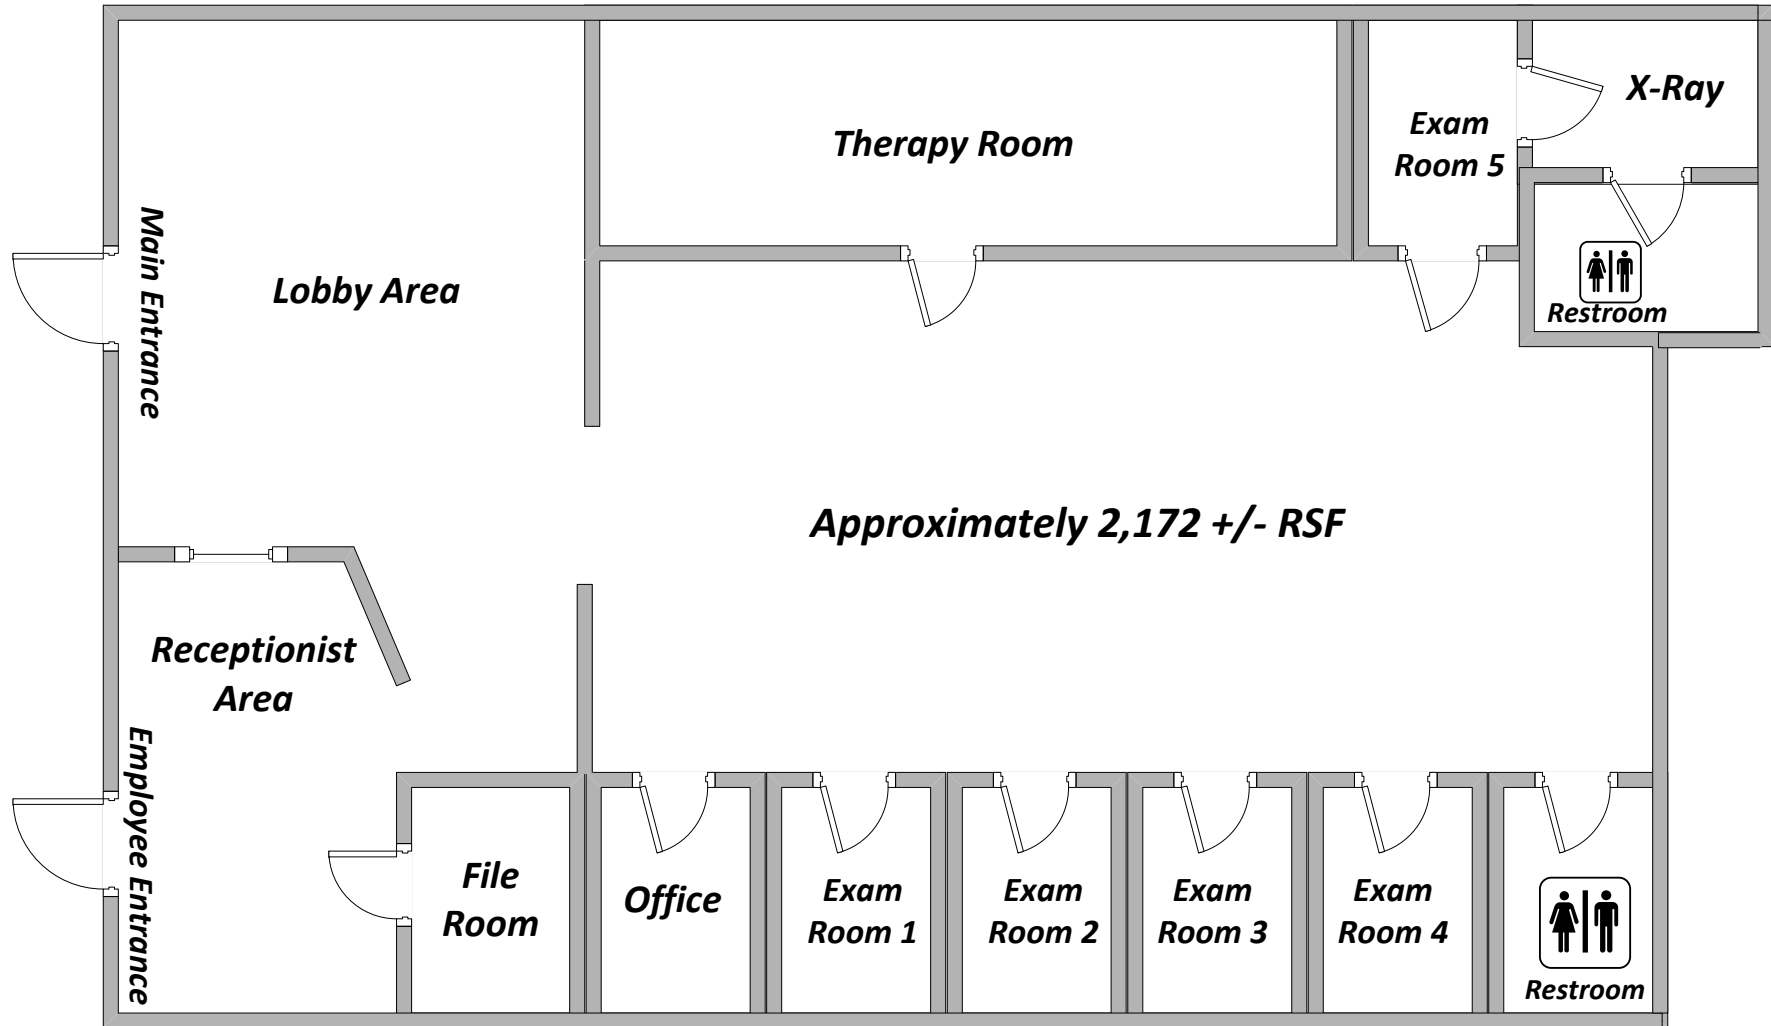 X-Ray
Exam
Room 5
Therapy Room
Main Entrance
Lobby Area
Restroom
Approximately 2,172 +/- RSF
Receptionist
Area
Employee Entrance
File
Room
Office
Exam
Room 1
Exam
Room 2
Exam
Room 3
Exam
Room 4
Restroom